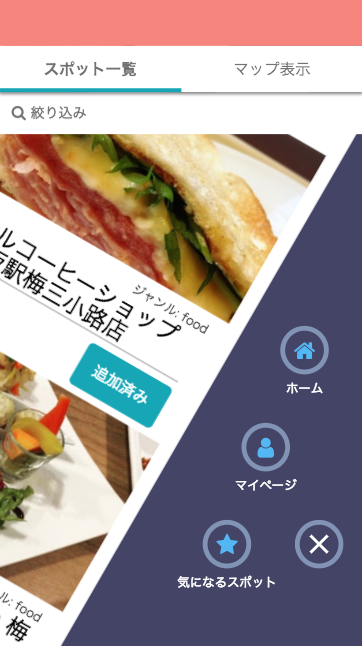 スポット一覧
マップ表示
絞り込み
ルコーヒーショップ
駅梅三小路店
ジャンル: food
追加済み
ル: food
梅
ホーム
マイページ
気になるスポット